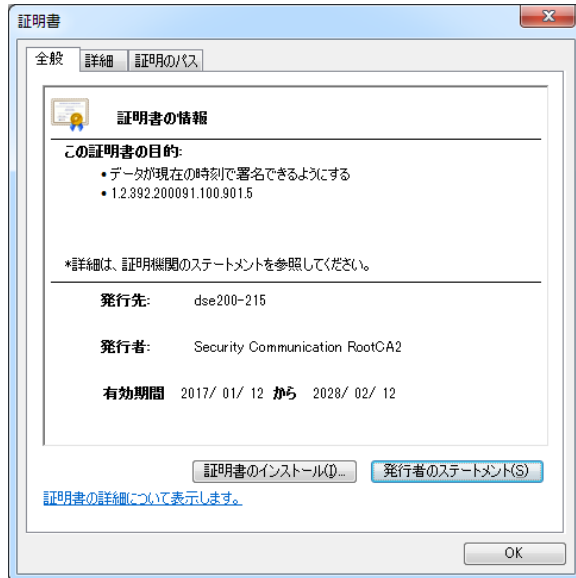 証明書
全般 詳細 証明のパス
証明書の情報
この証明書の目的:
• データが現在の時刻で署名できるようにする
• 1.2.392.200091.100.901.5
*詳細は、証明機関のステートメントを参照してください。
発行先: dse200-215
発行者: Security Communication RootCA2
有効期間 2017/ 01/ 12 から 2028/ 02/ 12
証明書のインストール(I)... 発行者のステートメント(S)
証明書の詳細について表示します。
OK